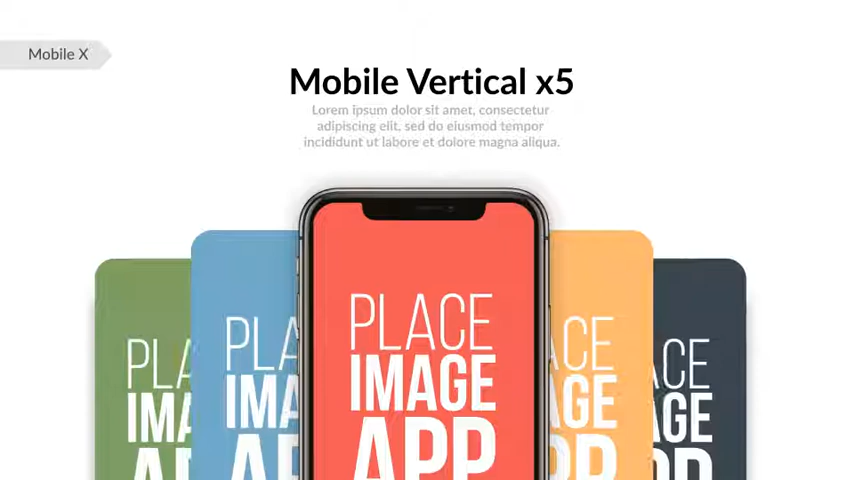 Mobile X
Mobile Vertical x5
Lorem ipsum dolor sit amet, consectetur
adipiscing elit, sed do eiusmod tempor
incididunt ut labore et dolore magna aliqua.
PLACE
IMAGE
APP